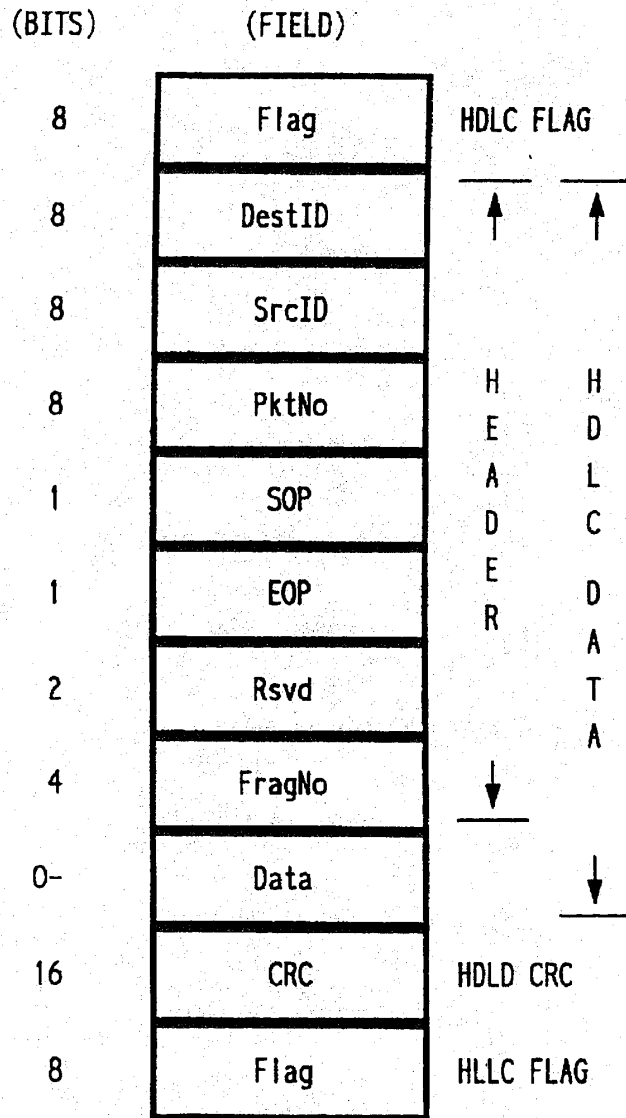 (BITS) (FIELD)
8 Flag HDLC FLAG
8 DestID
8 SrcID
8 PktNo
1 SOP
1 EOP
2 Rsvd
4 FragNo
0- Data
16 CRC HDLD CRC
8 Flag HLLC FLAG
HEADER
HDLC DATA